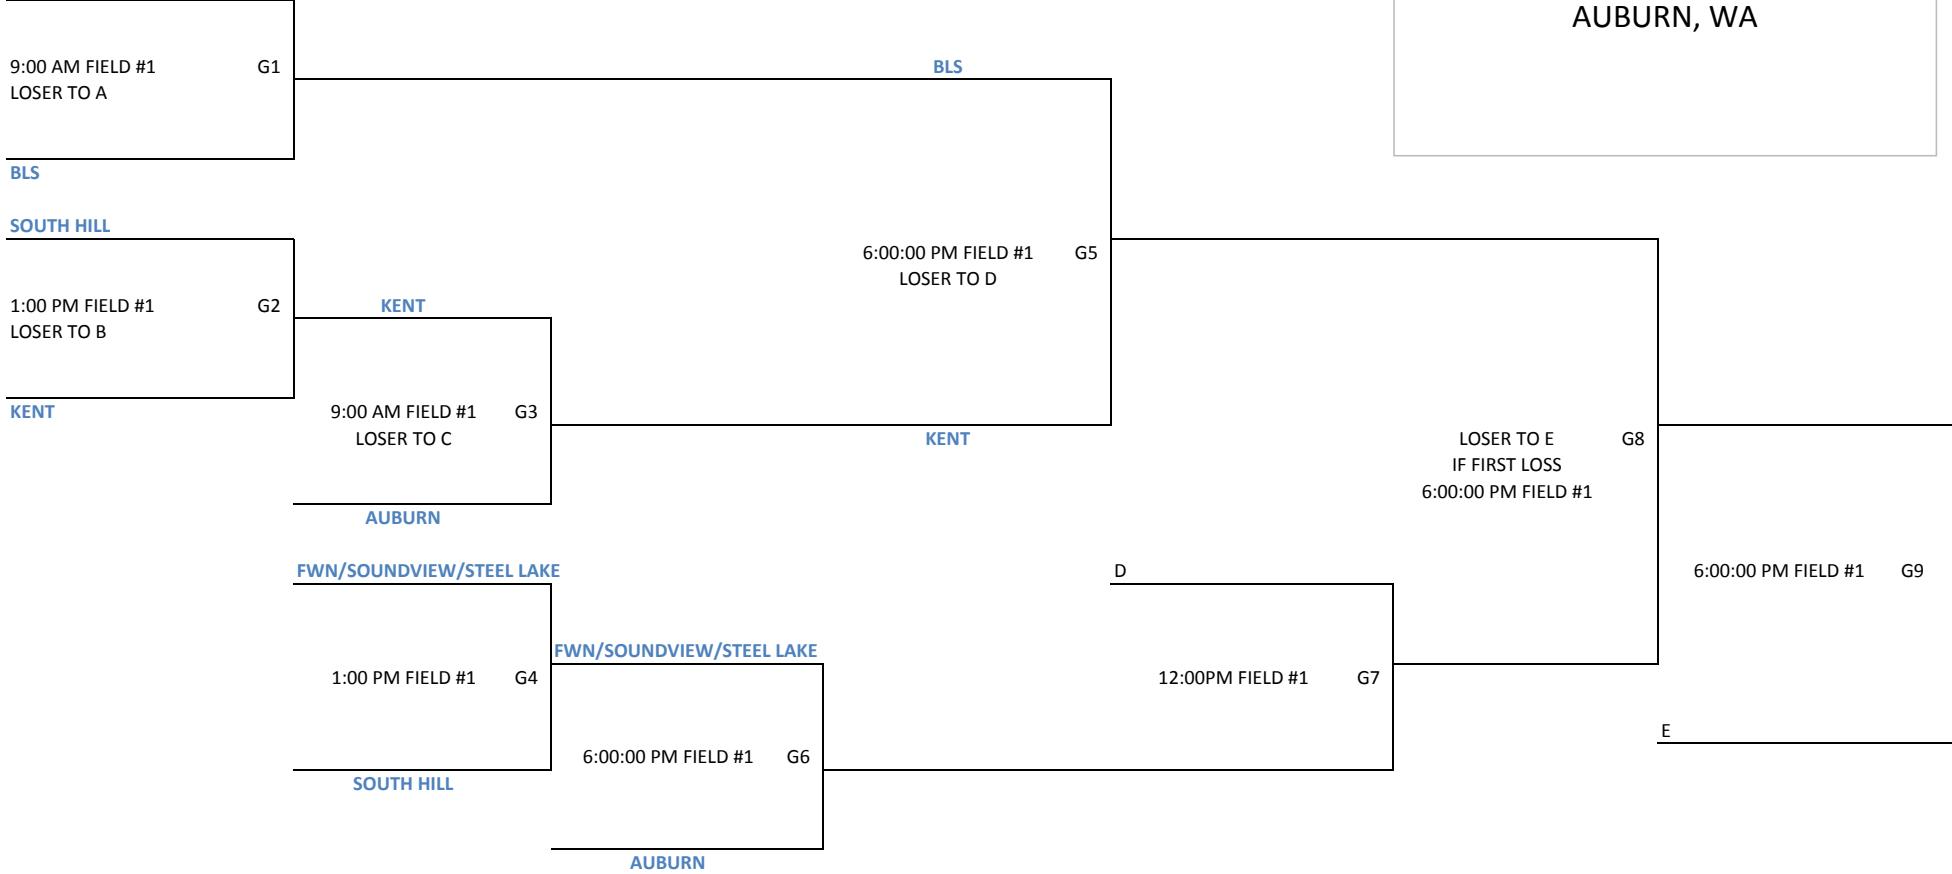 AUBURN, WA
9:00 AM FIELD #1 G1
LOSER TO A
BLS
BLS
SOUTH HILL
6:00:00 PM FIELD #1 G5
LOSER TO D
1:00 PM FIELD #1 G2
LOSER TO B
KENT
KENT
9:00 AM FIELD #1 G3
LOSER TO C
KENT
LOSER TO E G8
IF FIRST LOSS
6:00:00 PM FIELD #1
AUBURN
FWN/SOUNDVIEW/STEEL LAKE
D
6:00:00 PM FIELD #1 G9
FWN/SOUNDVIEW/STEEL LAKE
1:00 PM FIELD #1 G4
12:00PM FIELD #1 G7
E
6:00:00 PM FIELD #1 G6
SOUTH HILL
AUBURN